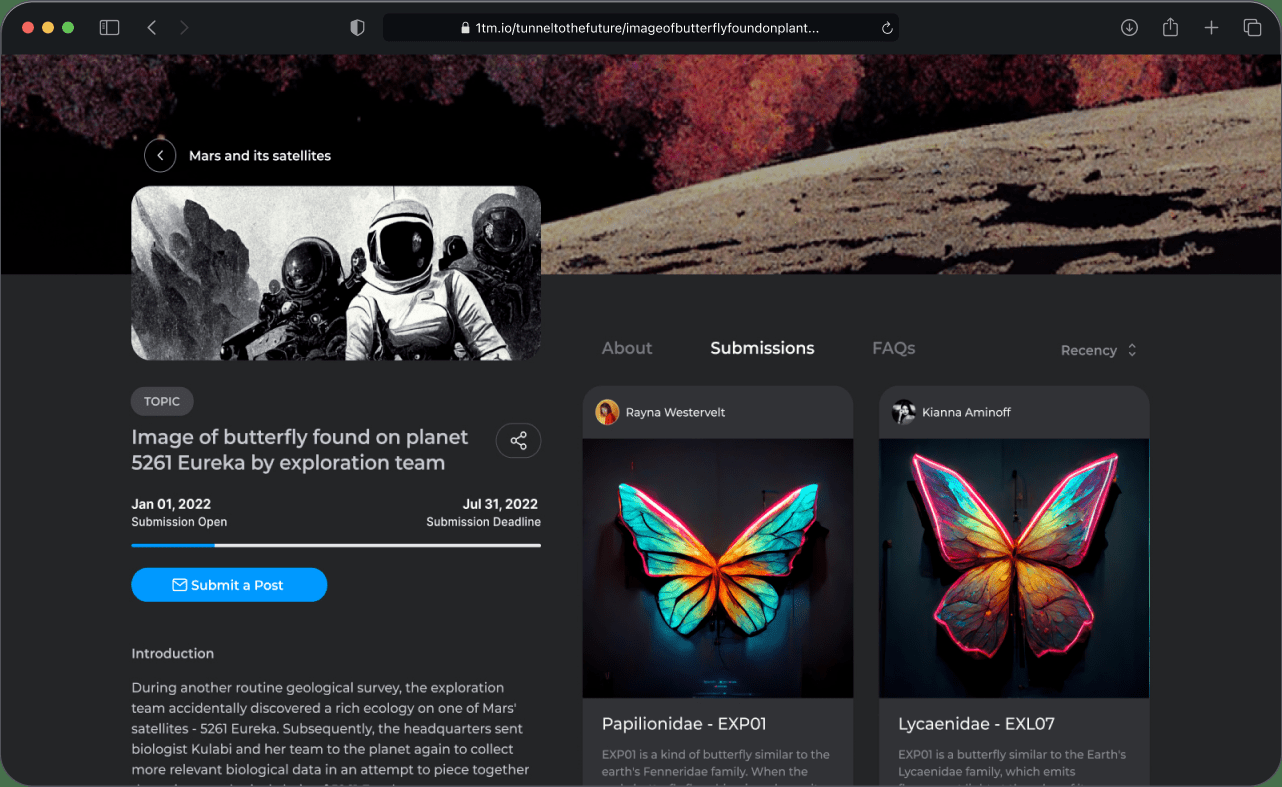 1tm.io/tunneltothefuture/imageofbutterflyfoundonplant...
Mars and its satellites
TOPIC
Image of butterfly found on planet
5261 Eureka by exploration team
Jan 01, 2022
Submission Open
Jul 31, 2022
Submission Deadline
Submit a Post
Introduction
During another routine geological survey, the exploration
team accidentally discovered a rich ecology on one of Mars'
satellites - 5261 Eureka. Subsequently, the headquarters sent
biologist Kulabi and her team to the planet again to collect
more relevant biological data in an attempt to piece together
About
Submissions
FAQs
Recency
Rayna Westervelt
Papilionidae - EXP01
EXP01 is a kind of butterfly similar to the
earth's Fenneridae family. When the
Kianna Aminoff
Lycaenidae - EXL07
EXP01 is a butterfly similar to the Earth's
Lycaenidae family, which emits